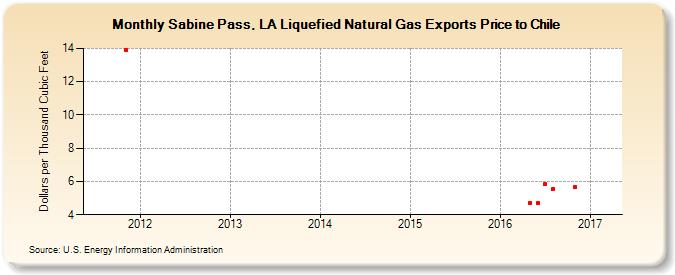 Monthly Sabine Pass, LA Liquefied Natural Gas Exports Price to Chile
Dollars per Thousand Cubic Feet
14
12
10
8
6
4
2012 2013 2014 2015 2016 2017
Source: U.S. Energy Information Administration